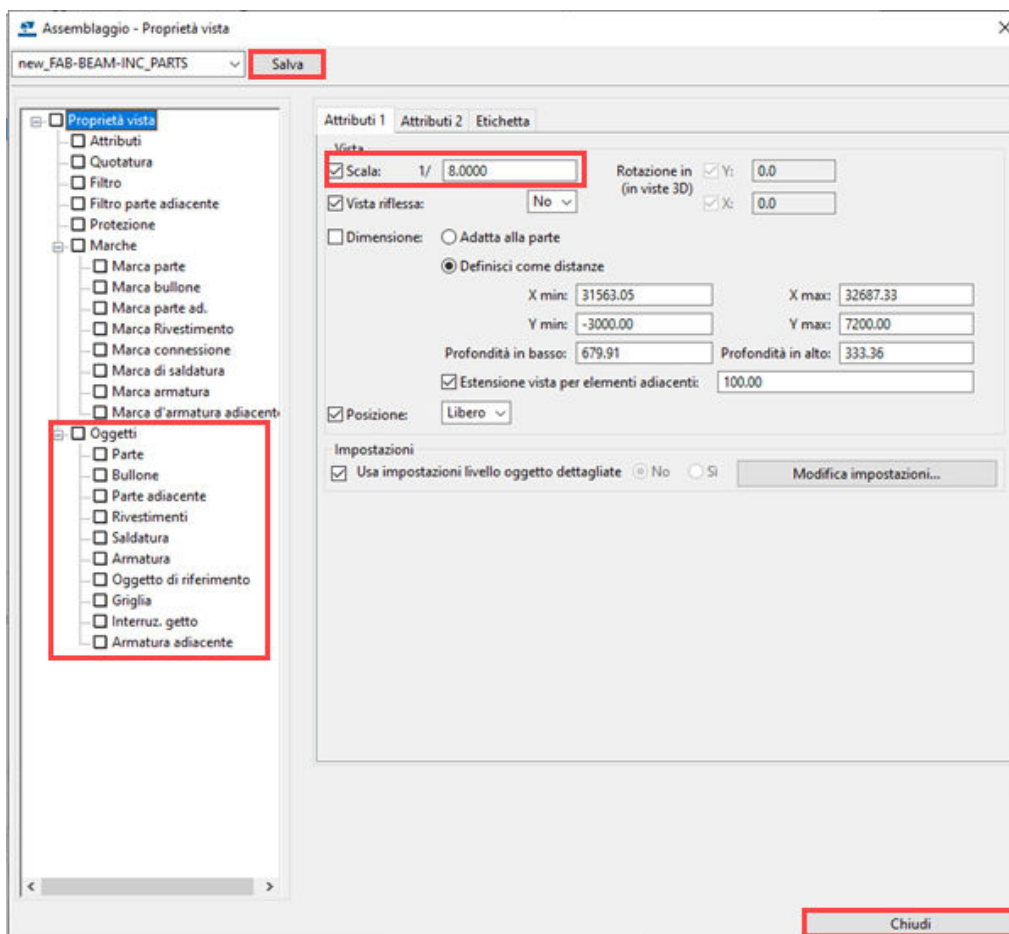 Assemblaggio - Proprietà vista
new_FAB-BEAM-INC_PARTS
Salva
Proprietà vista
Attributi
Quotatura
Filtro
Filtro parte adiacente
Protezione
Marche
Marca parte
Marca bullone
Marca parte ad.
Marca Rivestimento
Marca connessione
Marca di saldatura
Marca armatura
Marca d'armatura adiacent
Oggetti
Parte
Bullone
Parte adiacente
Rivestimenti
Saldatura
Armatura
Oggetto di riferimento
Griglia
Interruz. getto
Armatura adiacente
Attributi 1 Attributi 2 Etichetta
Vista
Scala: 1/ 8.0000 Rotazione in Y: 0.0
(in viste 3D)
Vista riflessa: No X: 0.0
Dimensione: Adatta alla parte
Definisci come distanze
X min: 31563.05 X max: 32687.33
Y min: -3000.00 Y max: 7200.00
Profondità in basso: 679.91 Profondità in alto: 333.36
Estensione vista per elementi adiacenti: 100.00
Posizione: Libero
Impostazioni
Usa impostazioni livello oggetto dettagliate No Sì Modifica impostazioni...
Chiudi